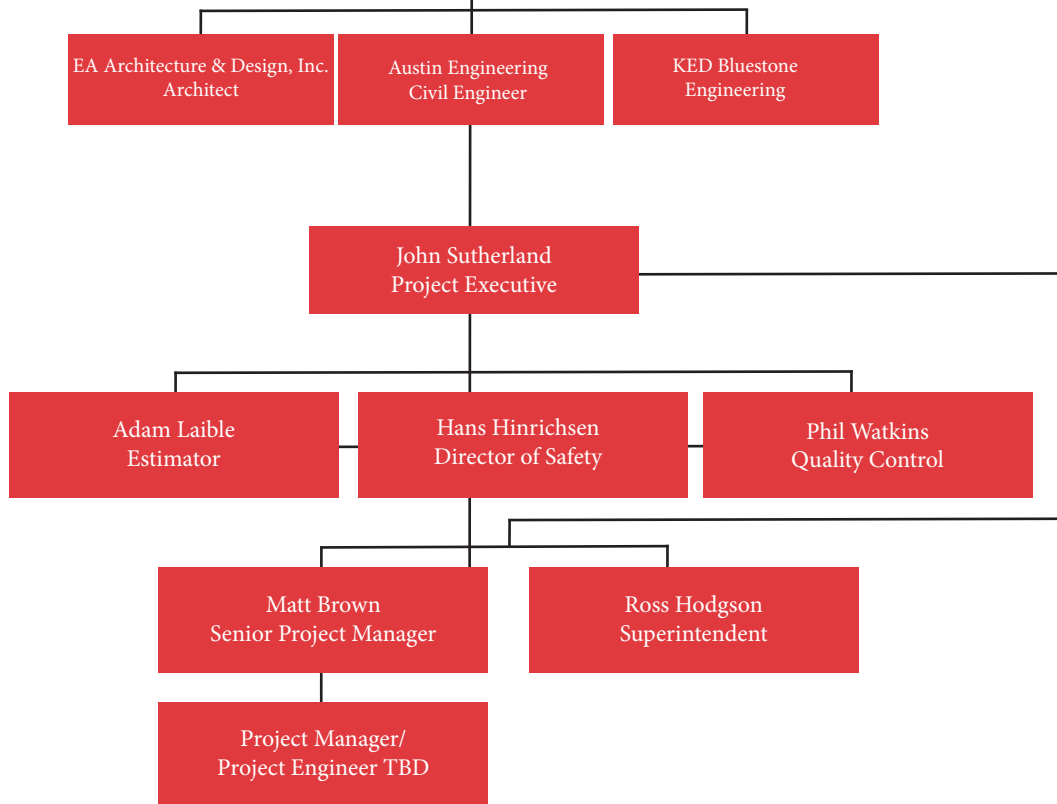 EA Architecture & Design, Inc.
Architect
Austin Engineering
Civil Engineer
KED Bluestone
Engineering
John Sutherland
Project Executive
Adam Laible
Estimator
Hans Hinrichsen
Director of Safety
Phil Watkins
Quality Control
Matt Brown
Senior Project Manager
Ross Hodgson
Superintendent
Project Manager/
Project Engineer TBD